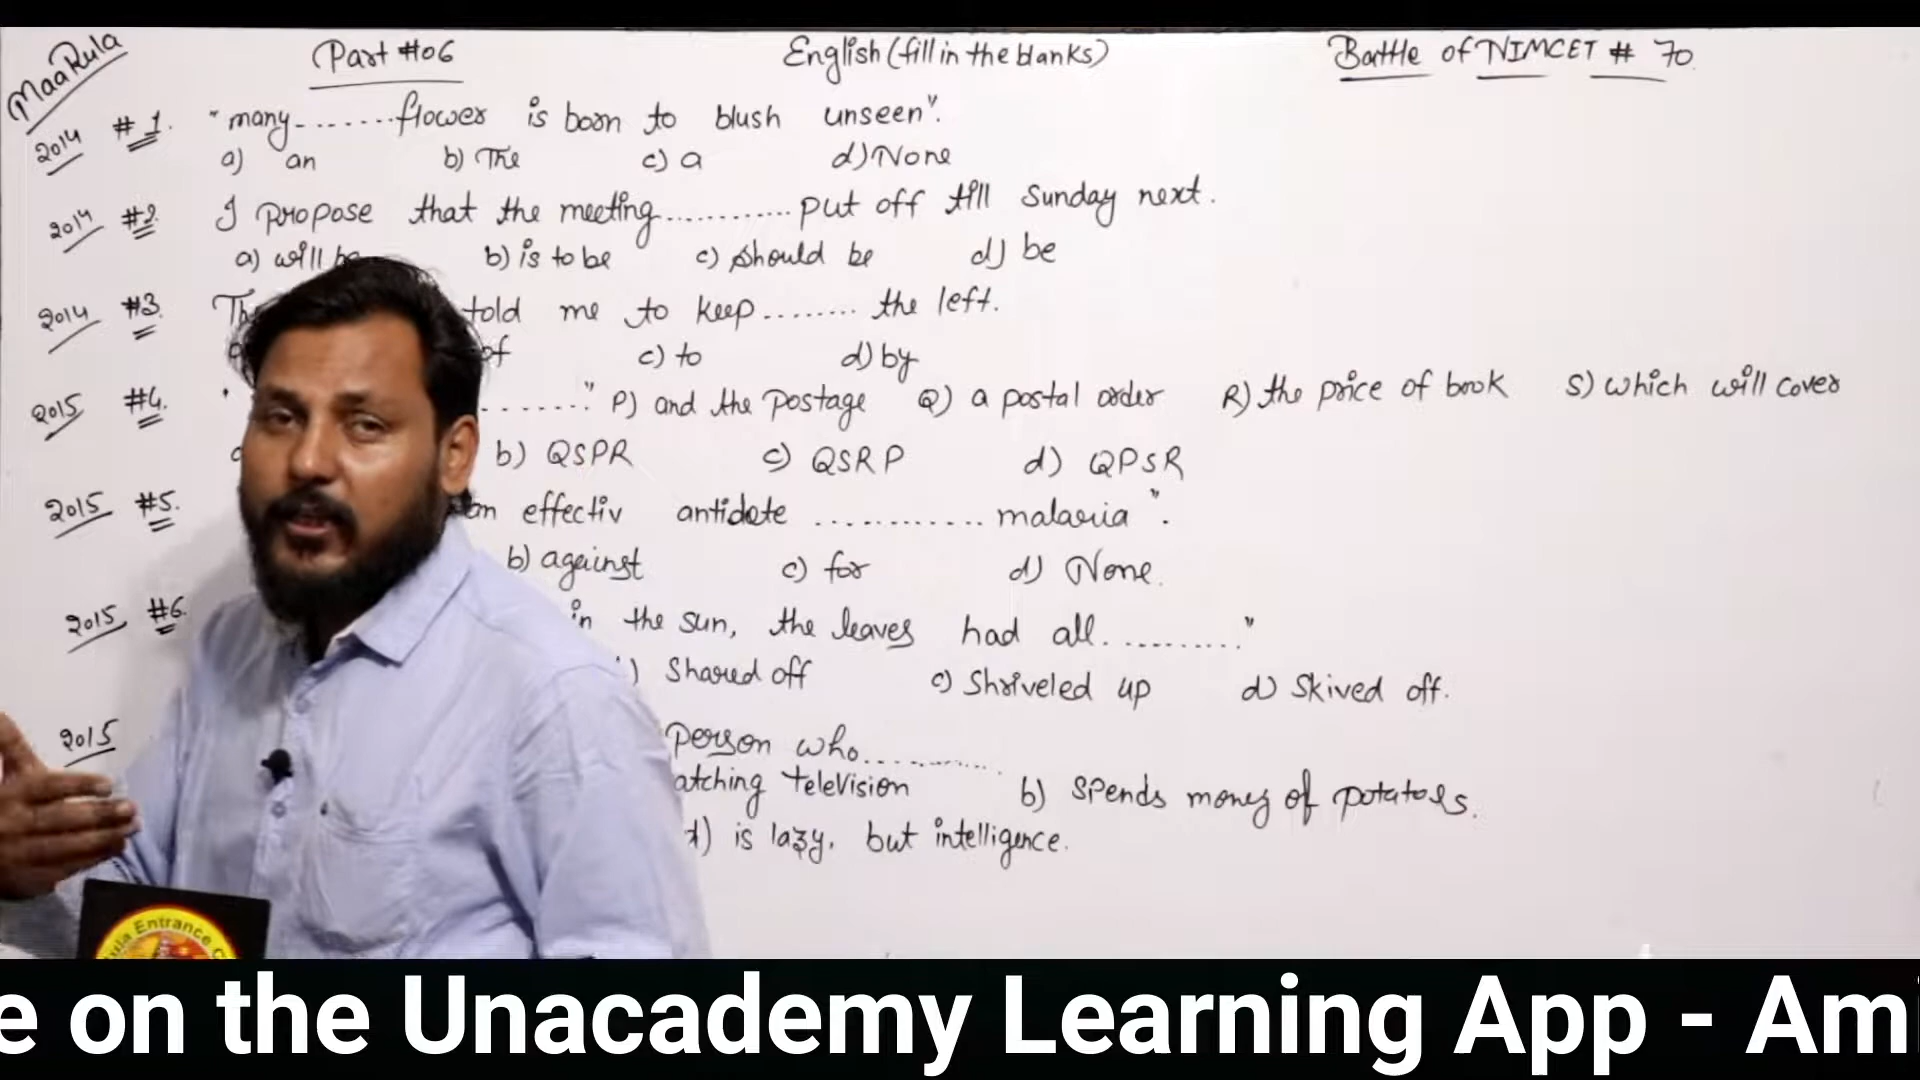 MaaRula
Part #06
English (fill in the blanks)
Battle of NIMCET # 70
2014 #1. "many........flower is born to blush unseen".
a) an b) The c) a d) None
2014 #2. I propose that the meeting............put off till Sunday next.
a) will be b) is to be c) should be d) be
2014 #3. told me to keep........ the left.
of c) to d) by
2015 #4. ........" P) and the postage Q) a postal order R) the price of book S) which will cover
b) QSPR c) QSRP d) QPSR
2015 #5. an effectiv antidote ............ malaria".
b) against c) for d) None.
2015 #6. in the sun, the leaves had all..........."
Shared off c) Shriveled up d) Skived off.
2015 person who............
atching television b) spends money of potatoes.
d) is lazy, but intelligence.
ula Entrance C
e on the Unacademy Learning App - Ami